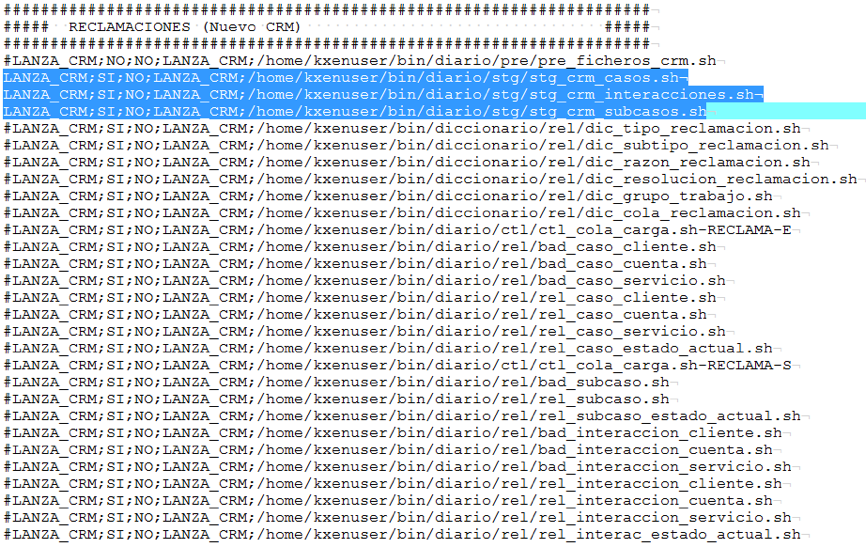 #####################################################################
##### RECLAMACIONES (Nuevo CRM) #####
#####################################################################
#LANZA_CRM;NO;NO;LANZA_CRM;/home/kxenuser/bin/diario/pre/pre_ficheros_crm.sh
LANZA_CRM;SI;NO;LANZA_CRM;/home/kxenuser/bin/diario/stg/stg_crm_casos.sh
LANZA_CRM;SI;NO;LANZA_CRM;/home/kxenuser/bin/diario/stg/stg_crm_interacciones.sh
LANZA_CRM;SI;NO;LANZA_CRM;/home/kxenuser/bin/diario/stg/stg_crm_subcasos.sh
#LANZA_CRM;SI;NO;LANZA_CRM;/home/kxenuser/bin/diccionario/rel/dic_tipo_reclamacion.sh
#LANZA_CRM;SI;NO;LANZA_CRM;/home/kxenuser/bin/diccionario/rel/dic_subtipo_reclamacion.sh
#LANZA_CRM;SI;NO;LANZA_CRM;/home/kxenuser/bin/diccionario/rel/dic_razon_reclamacion.sh
#LANZA_CRM;SI;NO;LANZA_CRM;/home/kxenuser/bin/diccionario/rel/dic_resolucion_reclamacion.sh
#LANZA_CRM;SI;NO;LANZA_CRM;/home/kxenuser/bin/diccionario/rel/dic_grupo_trabajo.sh
#LANZA_CRM;SI;NO;LANZA_CRM;/home/kxenuser/bin/diccionario/rel/dic_cola_reclamacion.sh
#LANZA_CRM;SI;NO;LANZA_CRM;/home/kxenuser/bin/diario/ctl/ctl_cola_carga.sh-RECLAMA-E
#LANZA_CRM;SI;NO;LANZA_CRM;/home/kxenuser/bin/diario/rel/bad_caso_cliente.sh
#LANZA_CRM;SI;NO;LANZA_CRM;/home/kxenuser/bin/diario/rel/bad_caso_cuenta.sh
#LANZA_CRM;SI;NO;LANZA_CRM;/home/kxenuser/bin/diario/rel/bad_caso_servicio.sh
#LANZA_CRM;SI;NO;LANZA_CRM;/home/kxenuser/bin/diario/rel/rel_caso_cliente.sh
#LANZA_CRM;SI;NO;LANZA_CRM;/home/kxenuser/bin/diario/rel/rel_caso_cuenta.sh
#LANZA_CRM;SI;NO;LANZA_CRM;/home/kxenuser/bin/diario/rel/rel_caso_servicio.sh
#LANZA_CRM;SI;NO;LANZA_CRM;/home/kxenuser/bin/diario/rel/rel_caso_estado_actual.sh
#LANZA_CRM;SI;NO;LANZA_CRM;/home/kxenuser/bin/diario/ctl/ctl_cola_carga.sh-RECLAMA-S
#LANZA_CRM;SI;NO;LANZA_CRM;/home/kxenuser/bin/diario/rel/bad_subcaso.sh
#LANZA_CRM;SI;NO;LANZA_CRM;/home/kxenuser/bin/diario/rel/rel_subcaso.sh
#LANZA_CRM;SI;NO;LANZA_CRM;/home/kxenuser/bin/diario/rel/rel_subcaso_estado_actual.sh
#LANZA_CRM;SI;NO;LANZA_CRM;/home/kxenuser/bin/diario/rel/bad_interaccion_cliente.sh
#LANZA_CRM;SI;NO;LANZA_CRM;/home/kxenuser/bin/diario/rel/bad_interaccion_cuenta.sh
#LANZA_CRM;SI;NO;LANZA_CRM;/home/kxenuser/bin/diario/rel/bad_interaccion_servicio.sh
#LANZA_CRM;SI;NO;LANZA_CRM;/home/kxenuser/bin/diario/rel/rel_interaccion_cliente.sh
#LANZA_CRM;SI;NO;LANZA_CRM;/home/kxenuser/bin/diario/rel/rel_interaccion_cuenta.sh
#LANZA_CRM;SI;NO;LANZA_CRM;/home/kxenuser/bin/diario/rel/rel_interaccion_servicio.sh
#LANZA_CRM;SI;NO;LANZA_CRM;/home/kxenuser/bin/diario/rel/rel_interac_estado_actual.sh